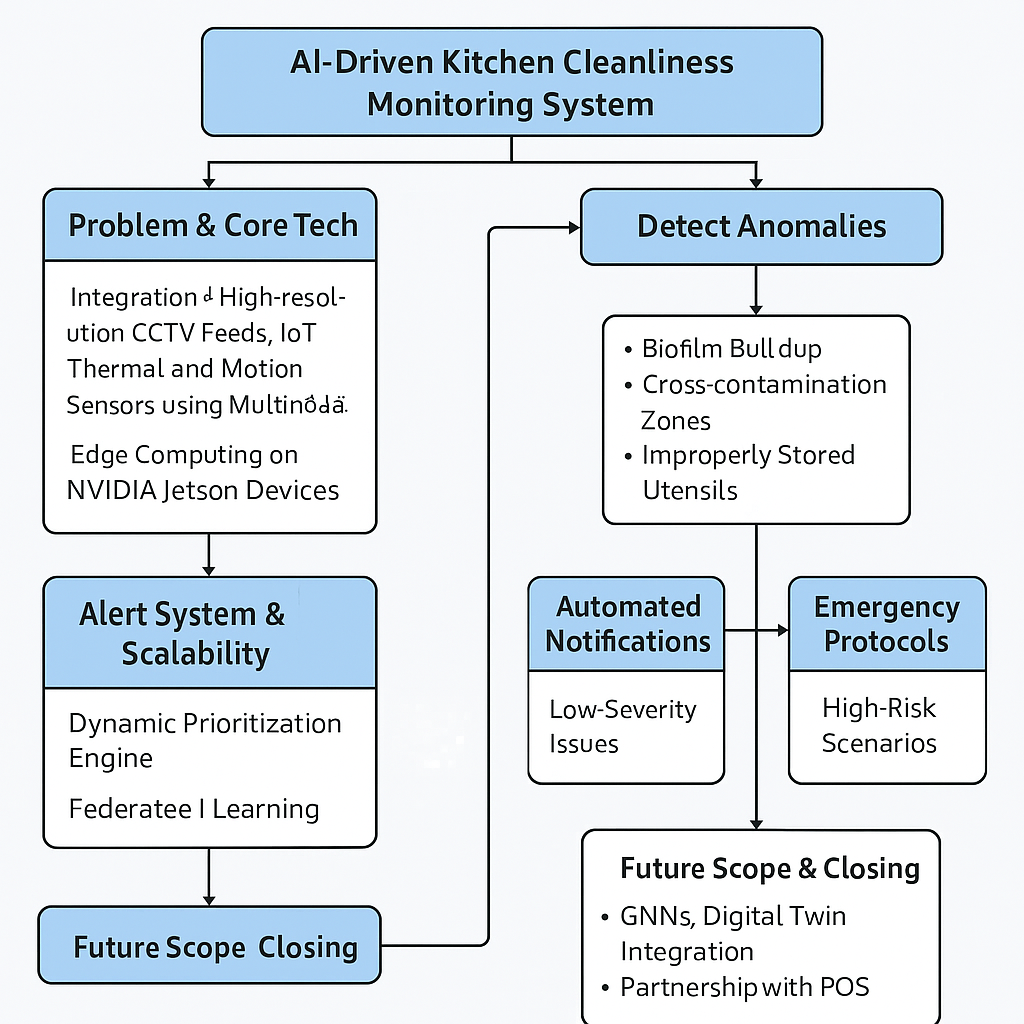 AI-Driven Kitchen Cleanliness
Monitoring System
Problem & Core Tech
Integration High-resol-
ution CCTV Feeds, IoT
Thermal and Motion
Sensors using
Edge Computing on
NVIDIA Jetson Devices
Alert System &
Scalability
Dynamic Prioritization
Engine
Federatee I Learning
Future Scope Closing
Detect Anomalies
• Biofilm Bull dup
• Cross-contamination
Zones
• Improperly Stored
Utensils
Automated
Notifications
Low-Severity
Issues
Emergency
Protocols
High-Risk
Scenarios
Future Scope & Closing
• GNNs, Digital Twin
Integration
• Partnership with POS